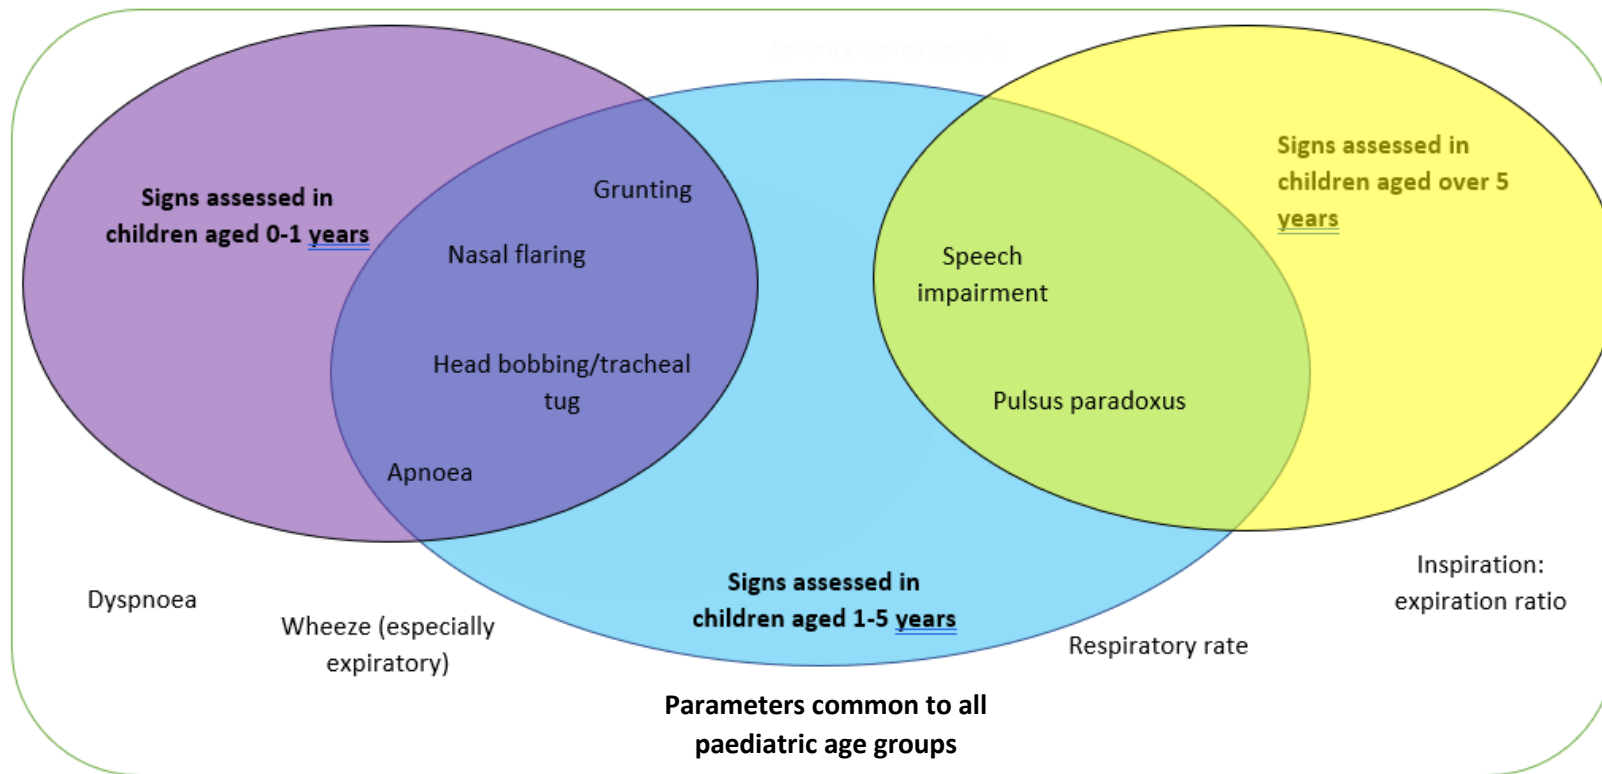 Signs assessed in
children aged 0-1 years
Grunting
Nasal flaring
Head bobbing/tracheal
tug
Apnoea
Signs assessed in
children aged over 5
years
Speech
impairment
Pulsus paradoxus
Signs assessed in
children aged 1-5 years
Dyspnoea
Wheeze (especially
expiratory)
Respiratory rate
Inspiration:
expiration ratio
Parameters common to all
paediatric age groups